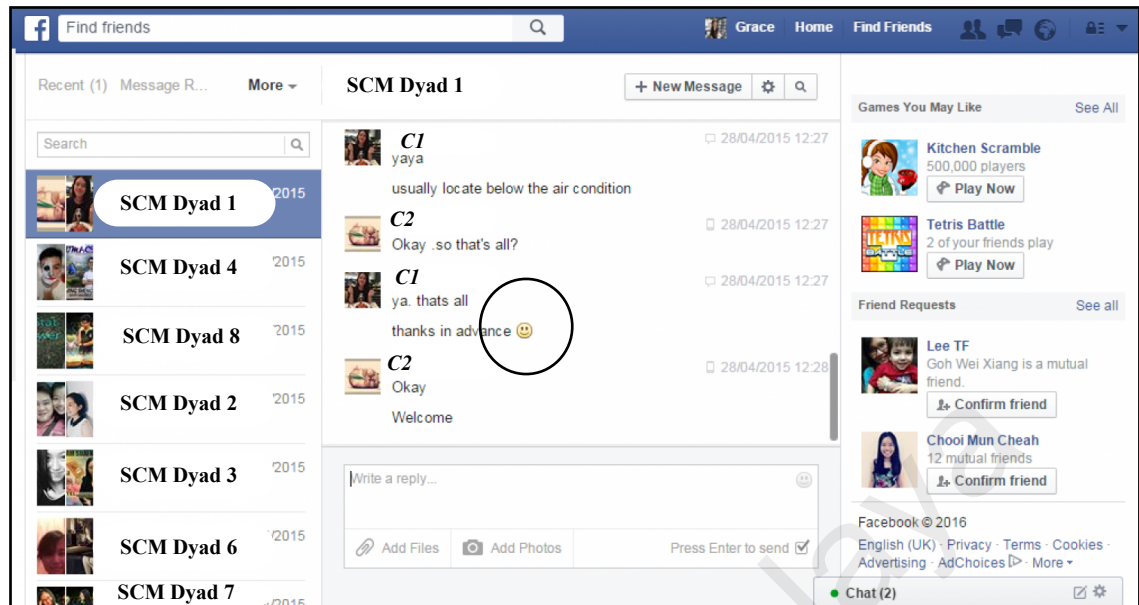 f
Find friends
Grace Home Find Friends
Recent (1) Message R... More
SCM Dyad 1
+ New Message
Search
SCM Dyad 1 2015
SCM Dyad 4 2015
SCM Dyad 8 2015
SCM Dyad 2 2015
SCM Dyad 3 2015
SCM Dyad 6 /2015
SCM Dyad 7 /2015
C1 28/04/2015 12:27
yaya
usually locate below the air condition
C2 28/04/2015 12:27
Okay .so that's all?
C1 28/04/2015 12:27
ya. thats all
thanks in advance
C2 28/04/2015 12:28
Okay
Welcome
Write a reply...
Add Files Add Photos Press Enter to send
Games You May Like See All
Kitchen Scramble
500,000 players
Play Now
TETRIS
BATTLE
Tetris Battle
2 of your friends play
Play Now
Friend Requests See all
Lee TF
Goh Wei Xiang is a mutual
friend.
Confirm friend
Chooi Mun Cheah
12 mutual friends
Confirm friend
Facebook © 2016
English (UK) · Privacy · Terms · Cookies ·
Advertising · AdChoices · More
Chat (2)
laya